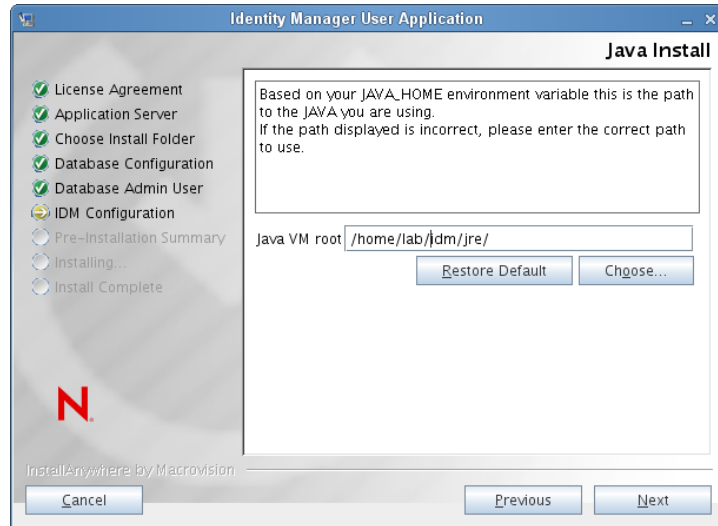 Identity Manager User Application
Java Install
License Agreement
Application Server
Choose Install Folder
Database Configuration
Database Admin User
IDM Configuration
Pre-Installation Summary
Installing...
Install Complete
Based on your JAVA_HOME environment variable this is the path
to the JAVA you are using.
If the path displayed is incorrect, please enter the correct path
to use.
Java VM root /home/lab/idm/jre/
Restore Default Choose...
N
InstallAnywhere by Macrovision
Cancel Previous Next